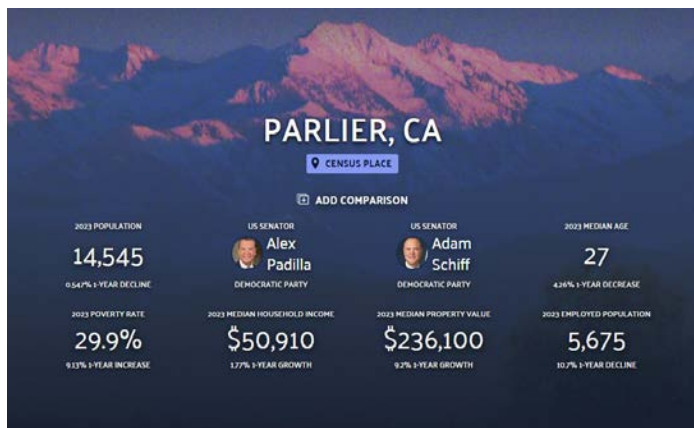 PARLIER, CA
CENSUS PLACE
ADD COMPARISON
2023 POPULATION
14,545
0.547% 1-YEAR DECLINE
US SENATOR
Alex
Padilla
DEMOCRATIC PARTY
US SENATOR
Adam
Schiff
DEMOCRATIC PARTY
2023 MEDIAN AGE
27
4.26% 1-YEAR DECREASE
2023 POVERTY RATE
29.9%
9.13% 1-YEAR INCREASE
2023 MEDIAN HOUSEHOLD INCOME
$50,910
1.77% 1-YEAR GROWTH
2023 MEDIAN PROPERTY VALUE
$236,100
9.2% 1-YEAR GROWTH
2023 EMPLOYED POPULATION
5,675
10.7% 1-YEAR DECLINE